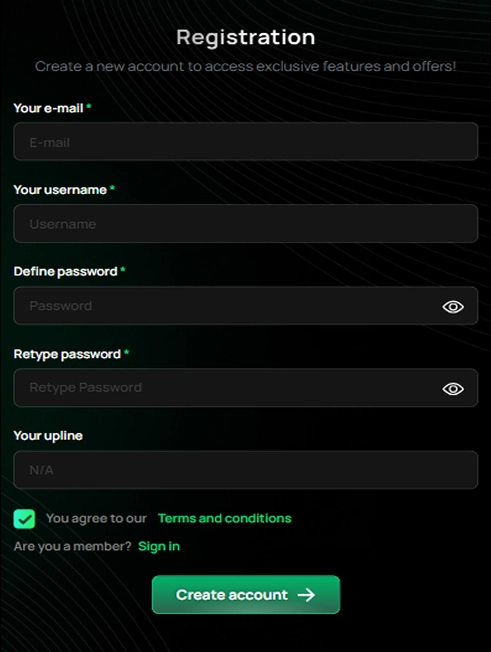 Registration
Create a new account to access exclusive features and offers!
Your e-mail *
E-mail
Your username *
Username
Define password *
Password
Retype password *
Retype Password
Your upline
N/A
You agree to our Terms and conditions
Are you a member? Sign in
Create account →